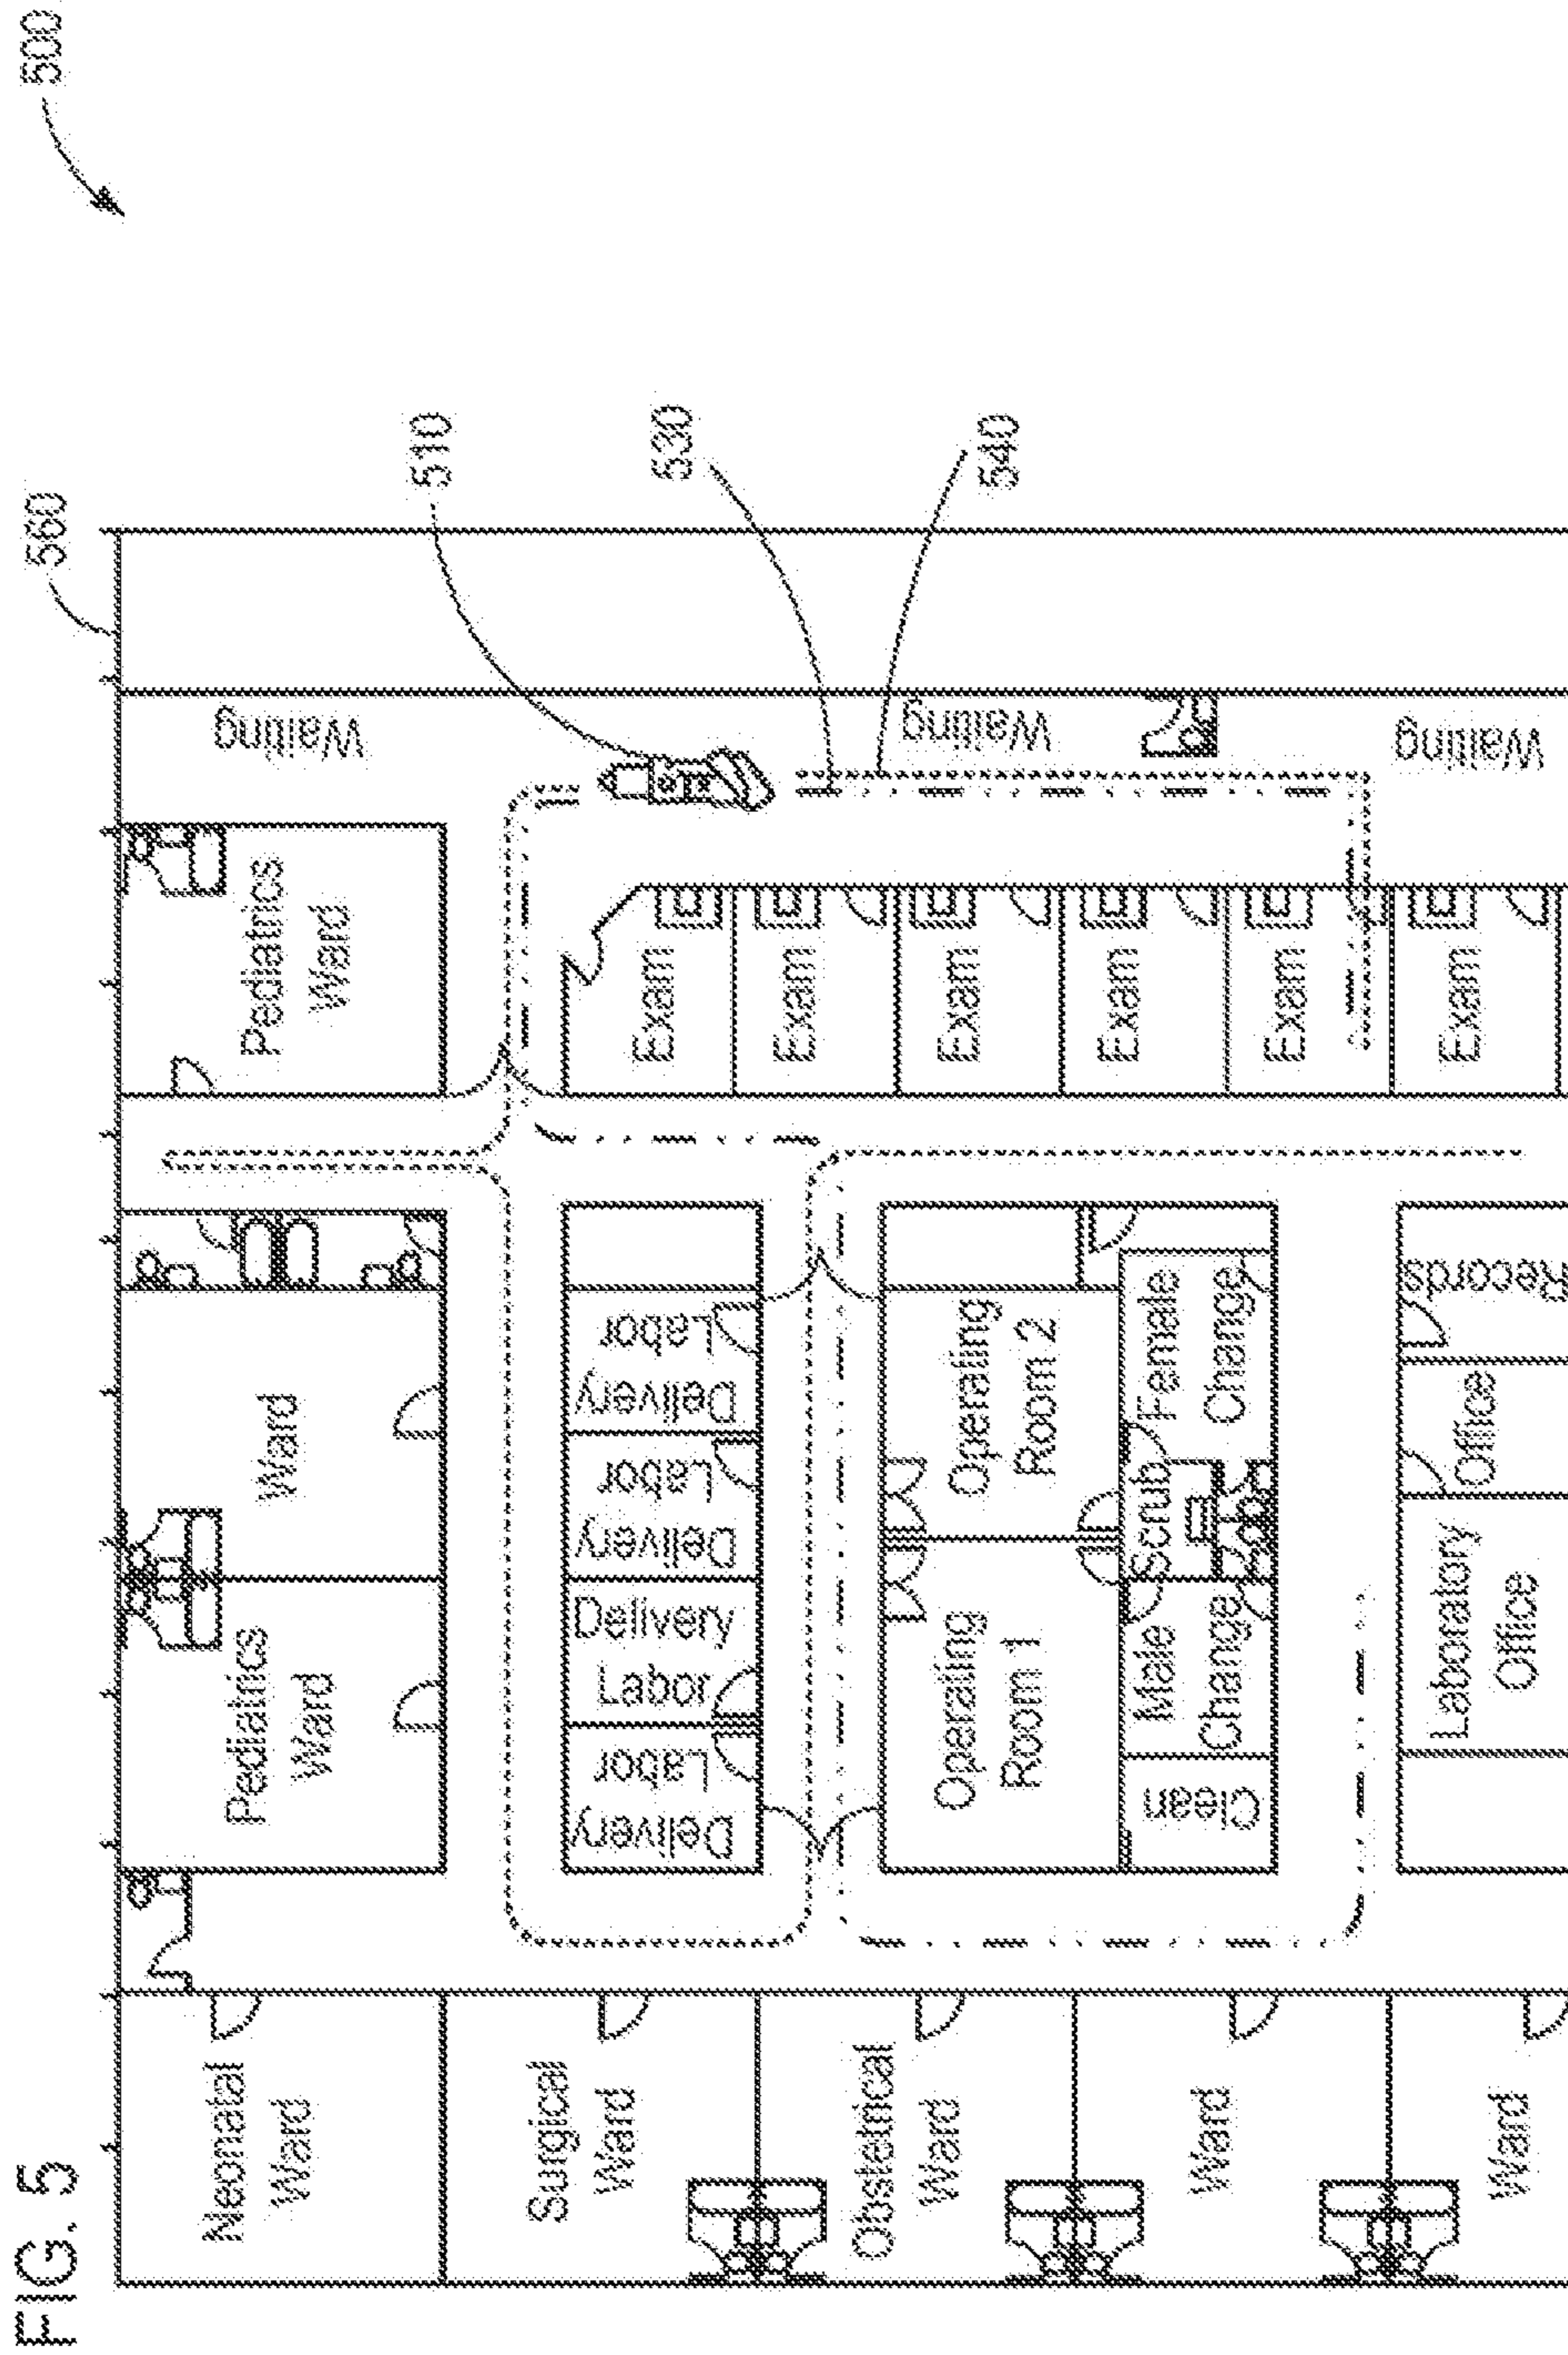 FIG. 5
500
560
510
530
540
Neonatal
Ward
Pediatrics
Ward
Ward
Pediatrics
Ward
Waiting
Surgical
Ward
Delivery
Labor
Delivery
Labor
Delivery
Labor
Delivery
Labor
Exam
Exam
Exam
Exam
Exam
Exam
Waiting
Waiting
Obstetrical
Ward
Operating
Room 1
Operating
Room 2
Clean
Male
Change
Scrub
Female
Change
Ward
Ward
Laboratory
Office
Office
Records